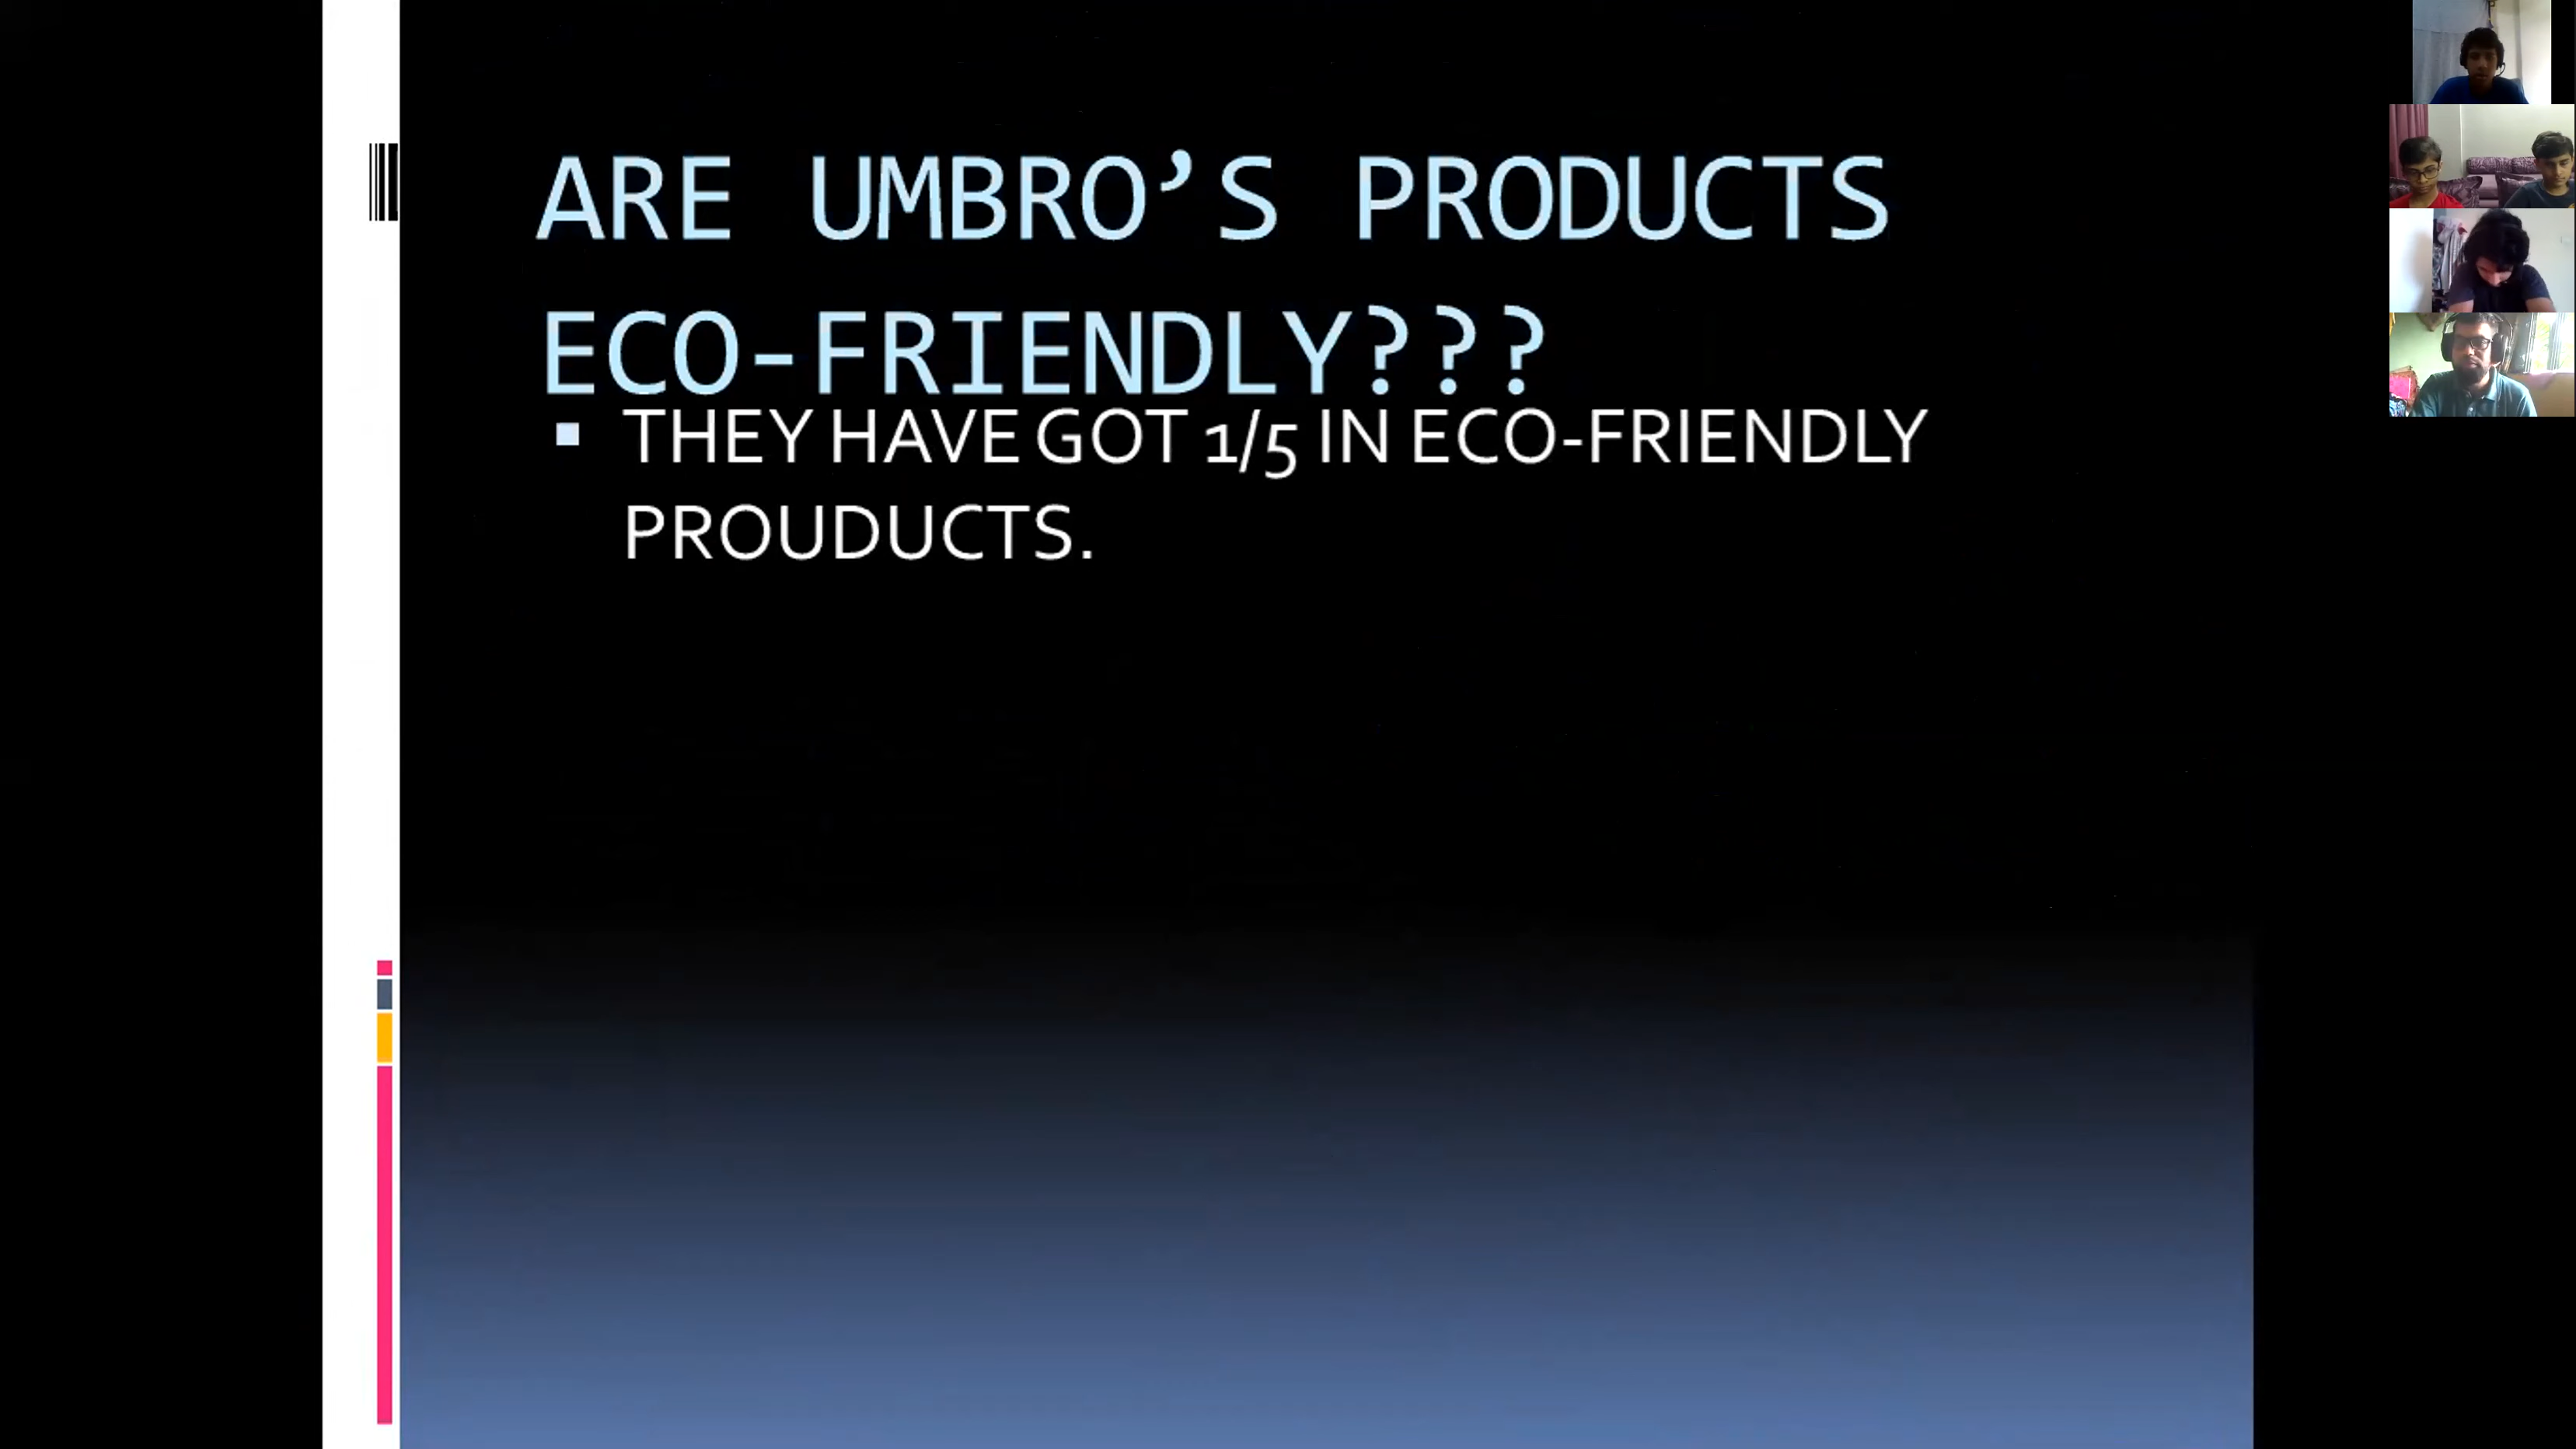 ARE UMBRO’S PRODUCTS
ECO-FRIENDLY???
▪ THEY HAVE GOT 1/5 IN ECO-FRIENDLY
PROUDUCTS.